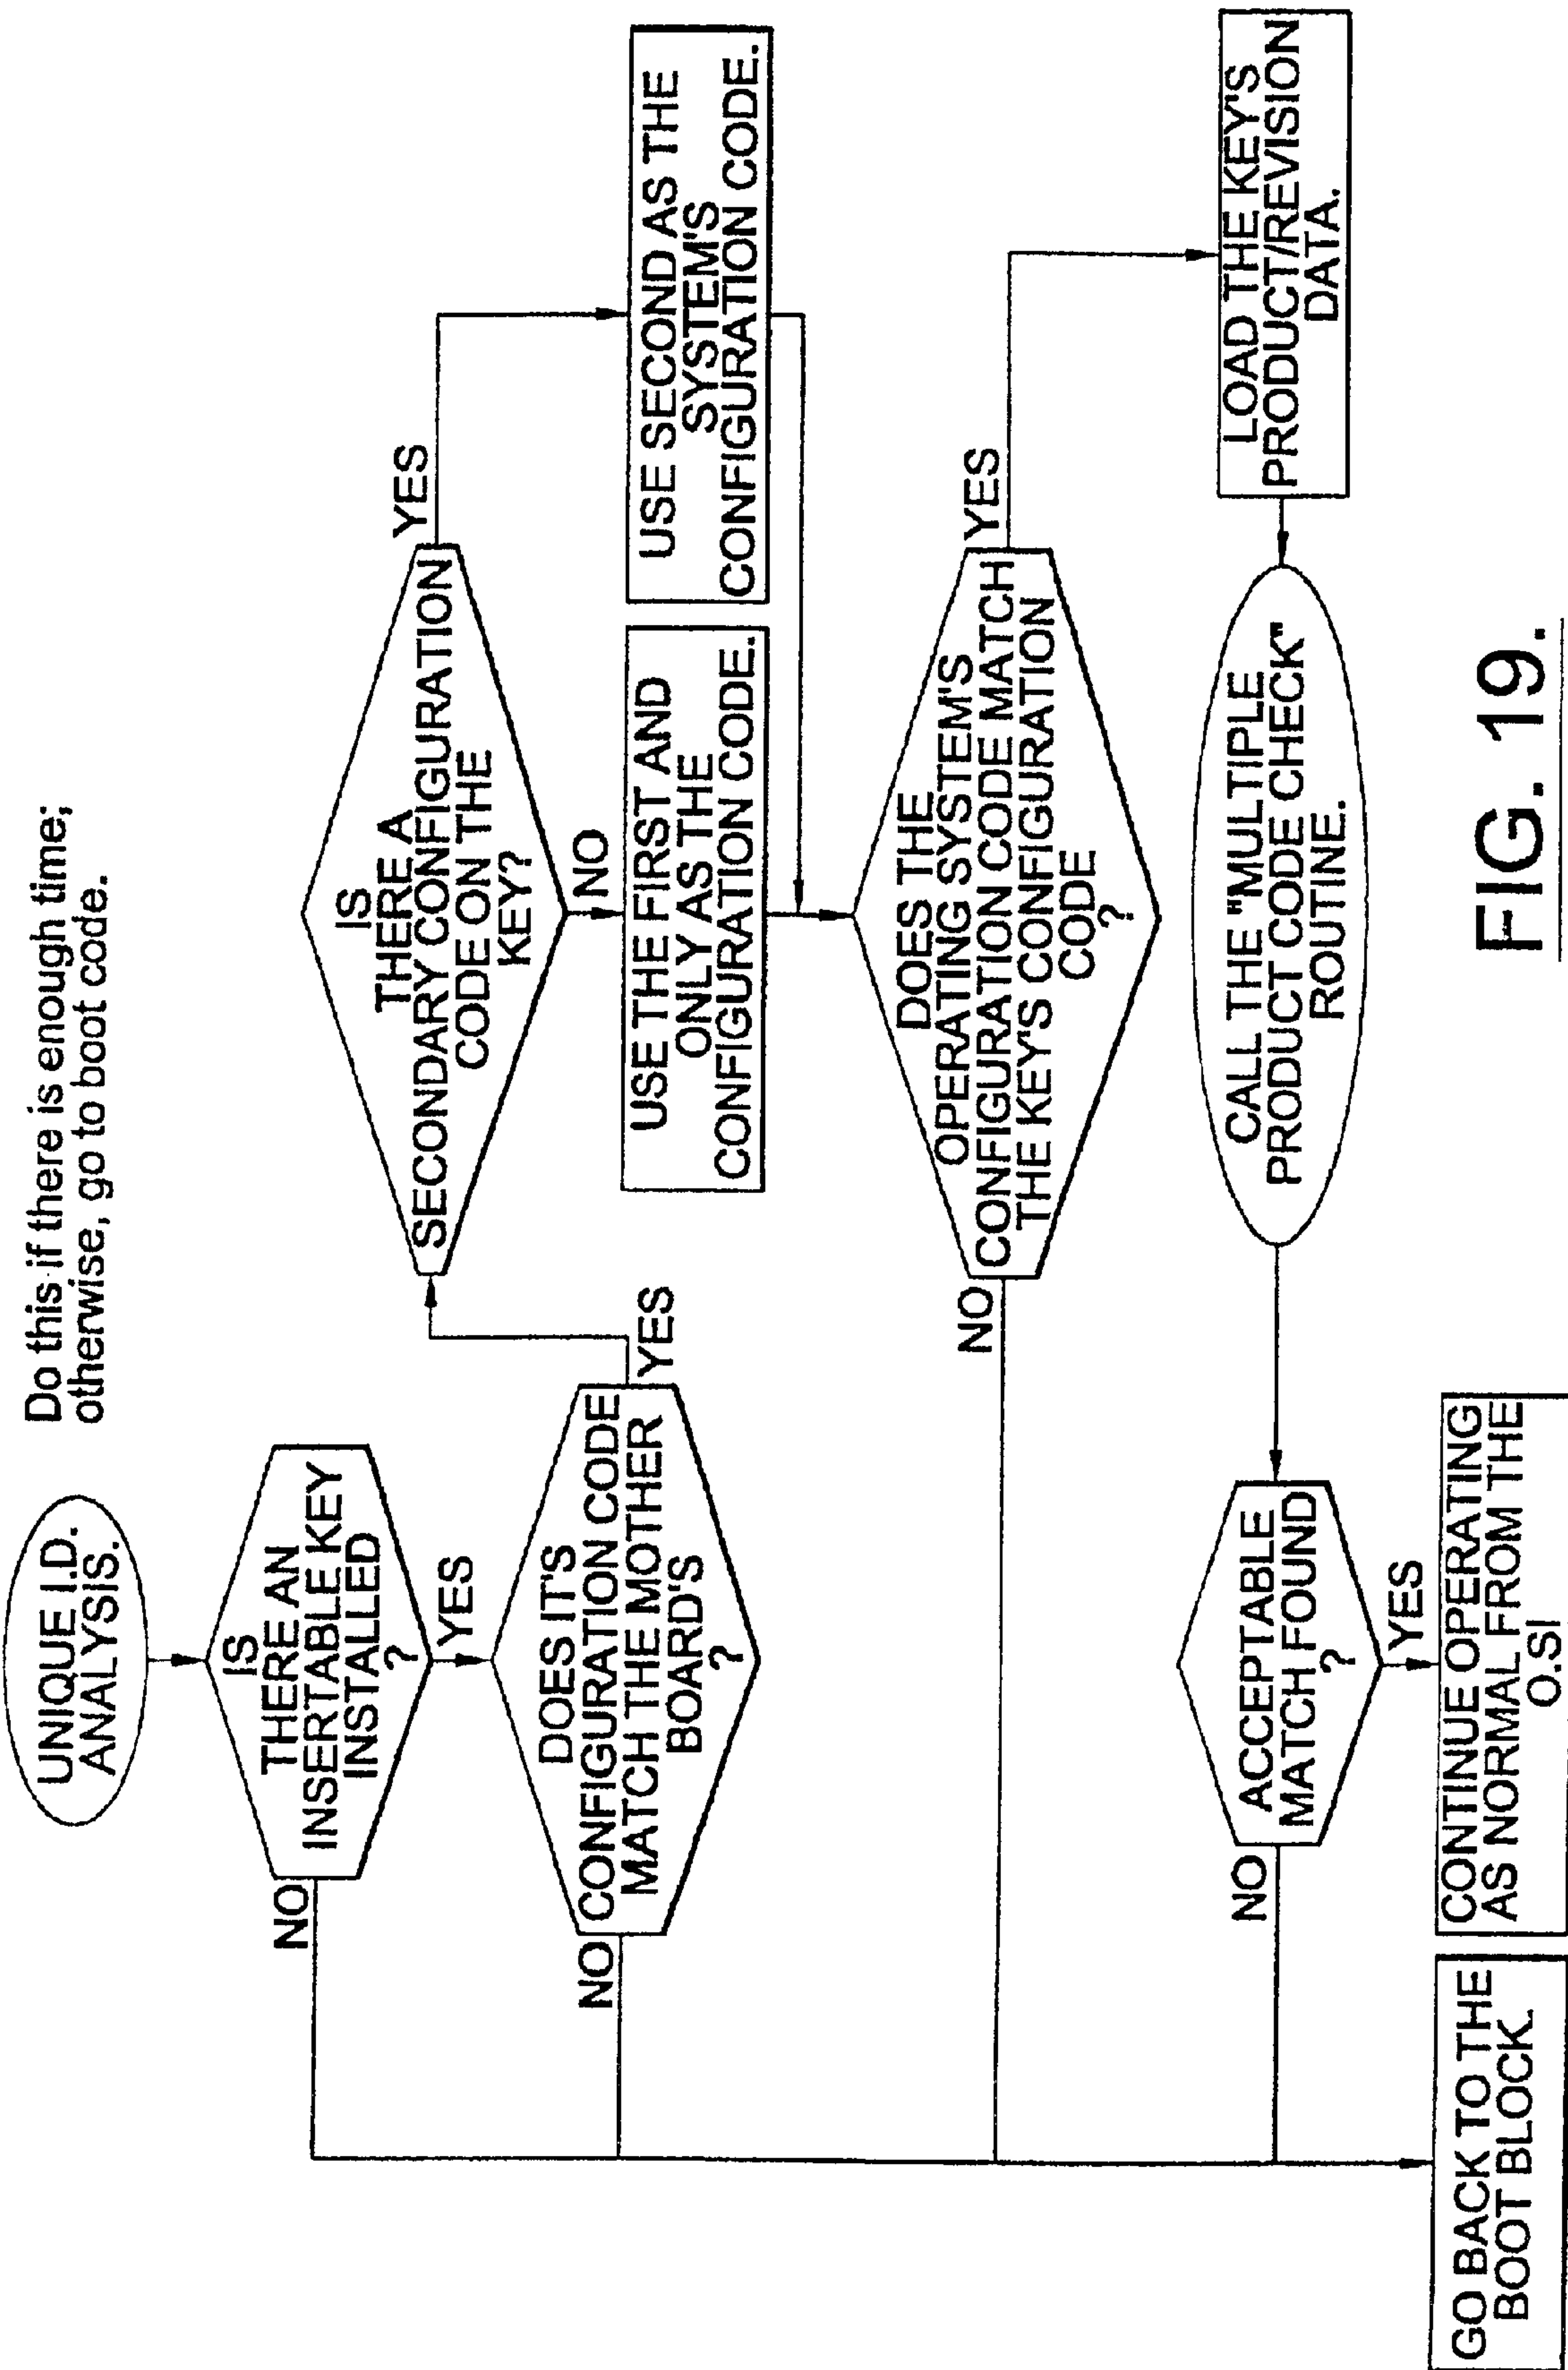 Do this if there is enough time;
otherwise, go to boot code.
UNIQUE I.D.
ANALYSIS.
IS
THERE AN
INSERTABLE KEY
INSTALLED
?
NO
YES
DOES IT'S
CONFIGURATION CODE
MATCH THE MOTHER
BOARD'S
?
NO
YES
IS
THERE A
SECONDARY CONFIGURATION
CODE ON THE
KEY?
YES
NO
USE THE FIRST AND
ONLY AS THE
CONFIGURATION CODE.
USE SECOND AS THE
SYSTEM'S
CONFIGURATION CODE.
DOES THE
OPERATING SYSTEM'S
CONFIGURATION CODE MATCH
THE KEY'S CONFIGURATION
CODE
?
NO
YES
LOAD THE KEY'S
PRODUCT/REVISION
DATA.
CALL THE "MULTIPLE
PRODUCT CODE CHECK"
ROUTINE.
ACCEPTABLE
MATCH FOUND
?
NO
YES
GO BACK TO THE
BOOT BLOCK.
CONTINUE OPERATING
AS NORMAL FROM THE
O.S!
FIG. 19.